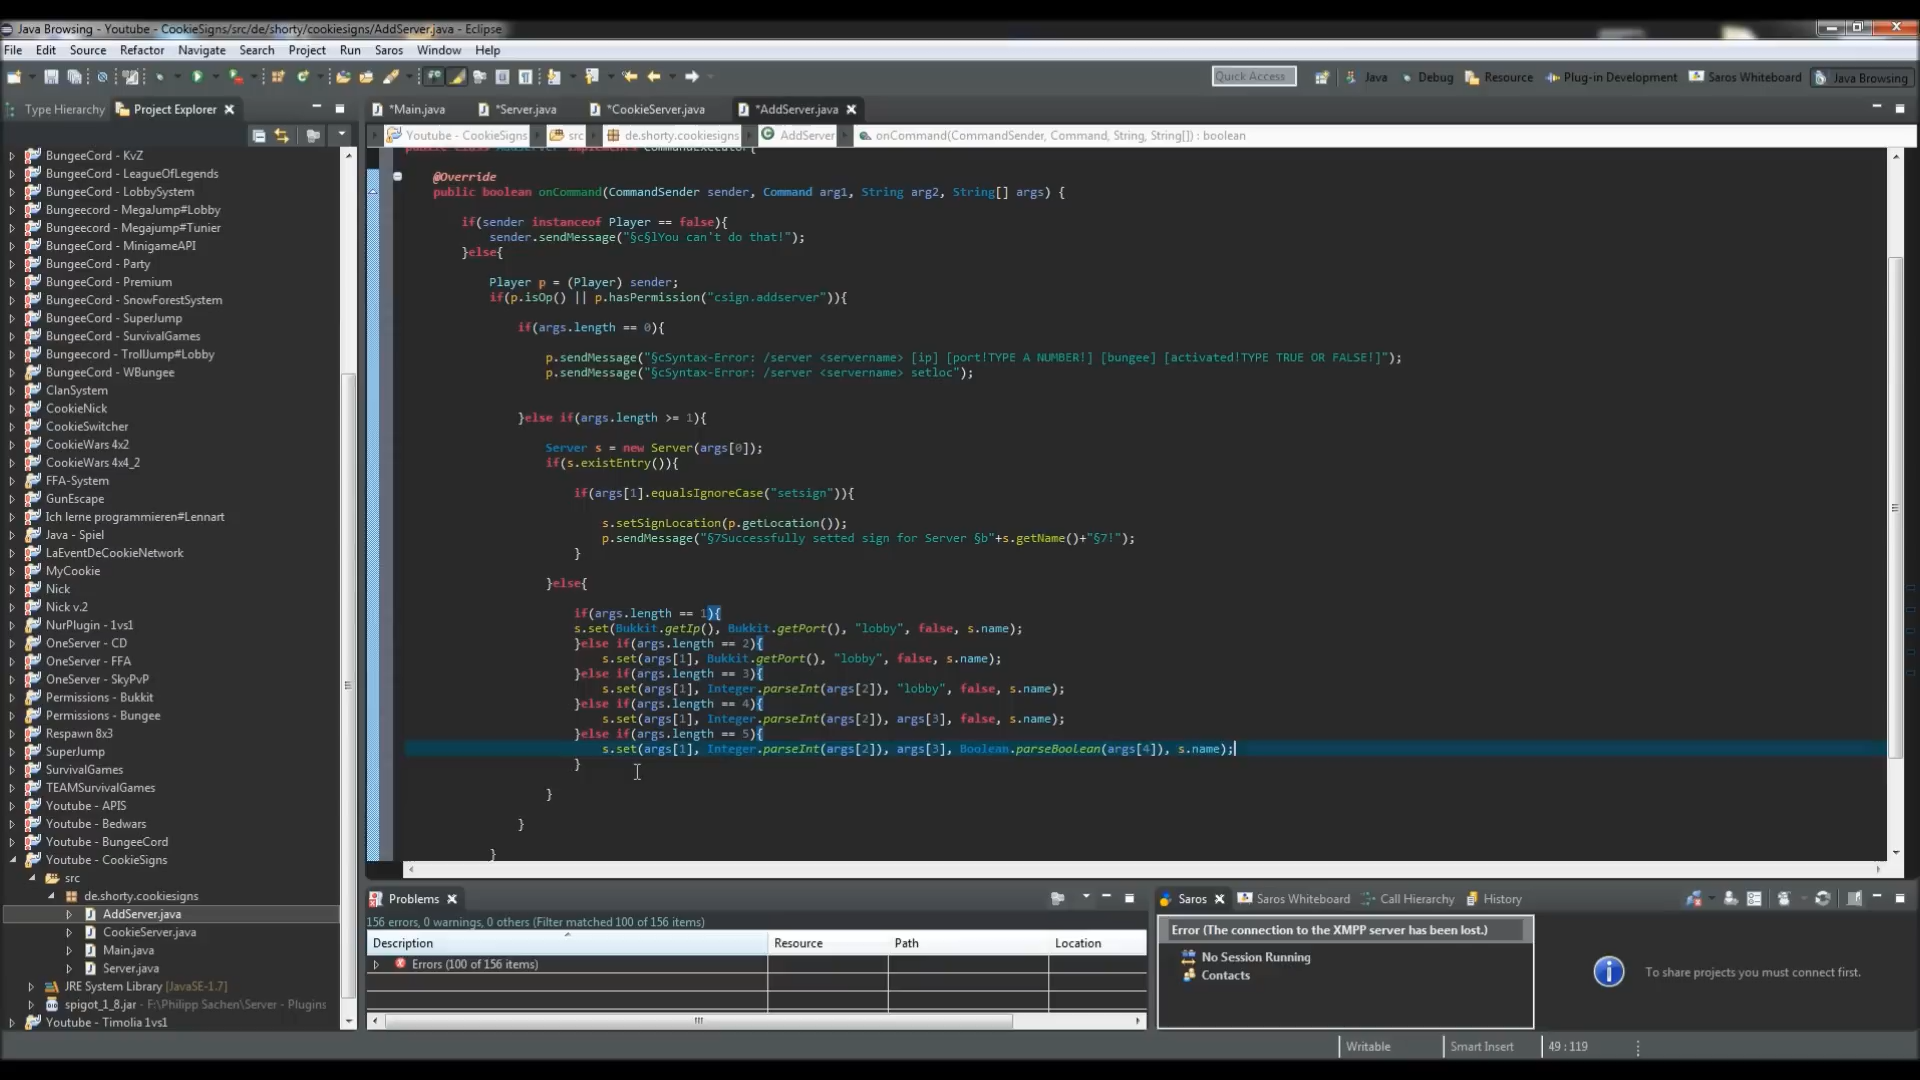 Java Browsing - Youtube - CookieSigns/src/de/shorty/cookiesigns/AddServer.java - Eclipse
File Edit Source Refactor Navigate Search Project Run Saros Window Help
Quick Access Java Debug Resource Plug-in Development Saros Whiteboard Java Browsing
Type Hierarchy Project Explorer
*Main.java *Server.java *CookieServer.java *AddServer.java
Youtube - CookieSigns src de.shorty.cookiesigns AddServer onCommand(CommandSender, Command, String, String[]) : boolean
BungeeCord - KvZ
BungeeCord - LeagueOfLegends
BungeeCord - LobbySystem
Bungeecord - MegaJump#Lobby
Bungeecord - Megajump#Tunier
BungeeCord - MinigameAPI
BungeeCord - Party
BungeeCord - Premium
BungeeCord - SnowForestSystem
BungeeCord - SuperJump
BungeeCord - SurvivalGames
Bungeecord - TrollJump#Lobby
BungeeCord - WBungee
ClanSystem
CookieNick
CookieSwitcher
CookieWars 4x2
CookieWars 4x4_2
FFA-System
GunEscape
Ich lerne programmieren#Lennart
Java - Spiel
LaEventDeCookieNetwork
MyCookie
Nick
Nick v.2
NurPlugin - 1vs1
OneServer - CD
OneServer - FFA
OneServer - SkyPvP
Permissions - Bukkit
Permissions - Bungee
Respawn 8x3
SuperJump
SurvivalGames
TEAMSurvivalGames
Youtube - APIS
Youtube - Bedwars
Youtube - BungeeCord
Youtube - CookieSigns
src
de.shorty.cookiesigns
AddServer.java
CookieServer.java
Main.java
Server.java
JRE System Library [JavaSE-1.7]
spigot_1_8.jar - F:\Philipp Sachen\Server - Plugins
Youtube - Timolia 1vs1
public class AddServer implements CommandExecutor{
@Override
public boolean onCommand(CommandSender sender, Command arg1, String arg2, String[] args) {
if(sender instanceof Player == false){
sender.sendMessage("§c§lYou can't do that!");
}else{
Player p = (Player) sender;
if(p.isOp() || p.hasPermission("csign.addserver")){
if(args.length == 0){
p.sendMessage("§cSyntax-Error: /server <servername> [ip] [port!TYPE A NUMBER!] [bungee] [activated!TYPE TRUE OR FALSE!]");
p.sendMessage("§cSyntax-Error: /server <servername> setloc");
}else if(args.length >= 1){
Server s = new Server(args[0]);
if(s.existEntry()){
if(args[1].equalsIgnoreCase("setsign")){
s.setSignLocation(p.getLocation());
p.sendMessage("§7Successfully setted sign for Server §b"+s.getName()+"§7!");
}
}else{
if(args.length == 1){
s.set(Bukkit.getIp(), Bukkit.getPort(), "lobby", false, s.name);
}else if(args.length == 2){
s.set(args[1], Bukkit.getPort(), "lobby", false, s.name);
}else if(args.length == 3){
s.set(args[1], Integer.parseInt(args[2]), "lobby", false, s.name);
}else if(args.length == 4){
s.set(args[1], Integer.parseInt(args[2]), args[3], false, s.name);
}else if(args.length == 5){
s.set(args[1], Integer.parseInt(args[2]), args[3], Boolean.parseBoolean(args[4]), s.name);
}
}
}
}
Problems
156 errors, 0 warnings, 0 others (Filter matched 100 of 156 items)
Description Resource Path Location
Errors (100 of 156 items)
Saros Saros Whiteboard Call Hierarchy History
Error (The connection to the XMPP server has been lost.)
No Session Running
Contacts
To share projects you must connect first.
Writable Smart Insert 49 : 119